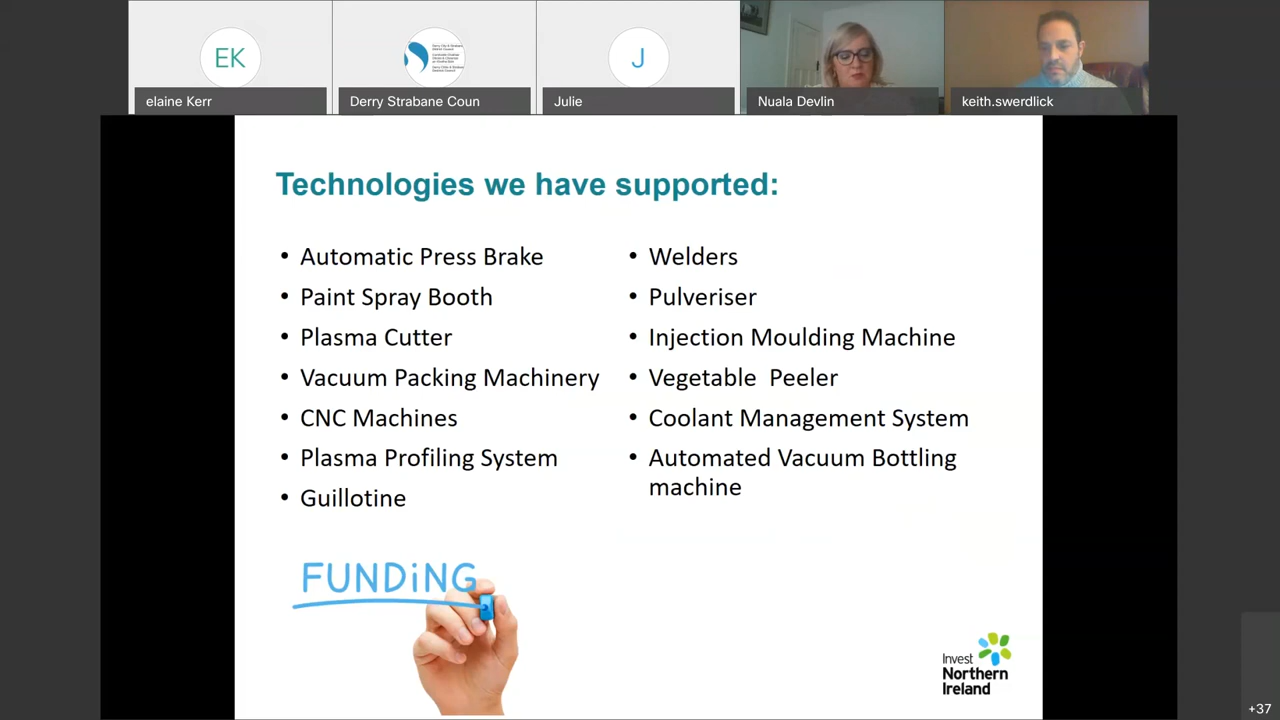 EK
J
elaine Kerr
Derry Strabane Coun
Julie
Nuala Devlin
keith.swerdlick
Technologies we have supported:
• Automatic Press Brake
• Paint Spray Booth
• Plasma Cutter
• Vacuum Packing Machinery
• CNC Machines
• Plasma Profiling System
• Guillotine
• Welders
• Pulveriser
• Injection Moulding Machine
• Vegetable  Peeler
• Coolant Management System
• Automated Vacuum Bottling
machine
FUNDiNG
Invest
Northern
Ireland
+37